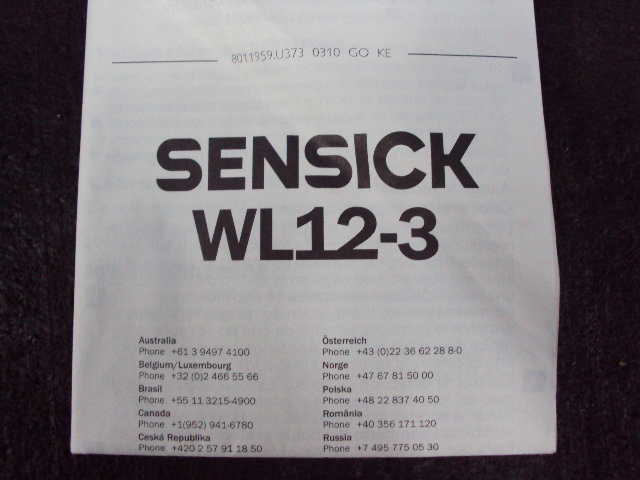 8011959.U373 0310 GO KE
SENSICK
WL12-3
Australia
Phone +61 3 9497 4100
Belgium/Luxembourg
Phone +32 (0)2 466 55 66
Brasil
Phone +55 11 3215-4900
Canada
Phone +1(952) 941-6780
Ceská Republika
Phone +420 2 57 91 18 50
Österreich
Phone +43 (0)22 36 62 28 8-0
Norge
Phone +47 67 81 50 00
Polska
Phone +48 22 837 40 50
România
Phone +40 356 171 120
Russia
Phone +7 495 775 05 30